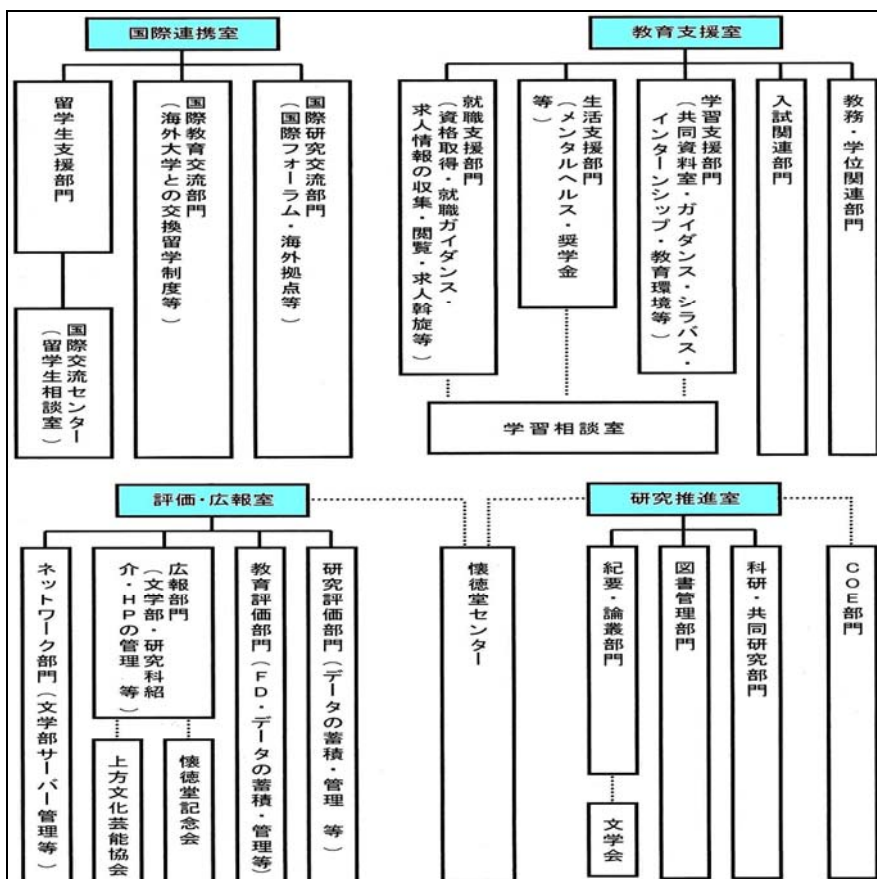 国際連携室
留学生支援部門
国際交流センター
（留学生相談室）
国際教育交流部門
（海外大学との交換留学制度等）
国際研究交流部門
（国際フォーラム・海外拠点等）
教育支援室
就職支援部門
（資格取得・就職ガイダンス・
求人情報の収集・閲覧・求人斡旋等）
生活支援部門
（メンタルヘルス・奨学金
等）
学習支援部門
（共同資料室・ガイダンス・シラバス・
インターンシップ・教育環境等）
入試関連部門
教務・学位関連部門
学習相談室
評価・広報室
ネットワーク部門（文学部サーバー管理等）
広報部門
（文学部・研究科紹
介・HPの管理 等）
上方文化芸能協会
懐徳堂記念会
教育評価部門（FD・データの蓄積・管理等）
研究評価部門（データの蓄積・管理 等）
懐徳堂センター
研究推進室
紀要・論叢部門
文学会
図書管理部門
科研・共同研究部門
COE部門